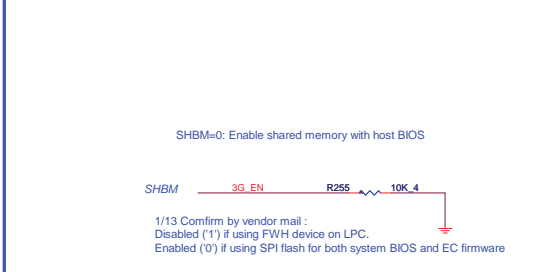 SHBM=0: Enable shared memory with host BIOS
SHBM 3G_EN R255 10K_4
1/13 Comfirm by vendor mail :
Disabled ('1') if using FWH device on LPC.
Enabled ('0') if using SPI flash for both system BIOS and EC firmware